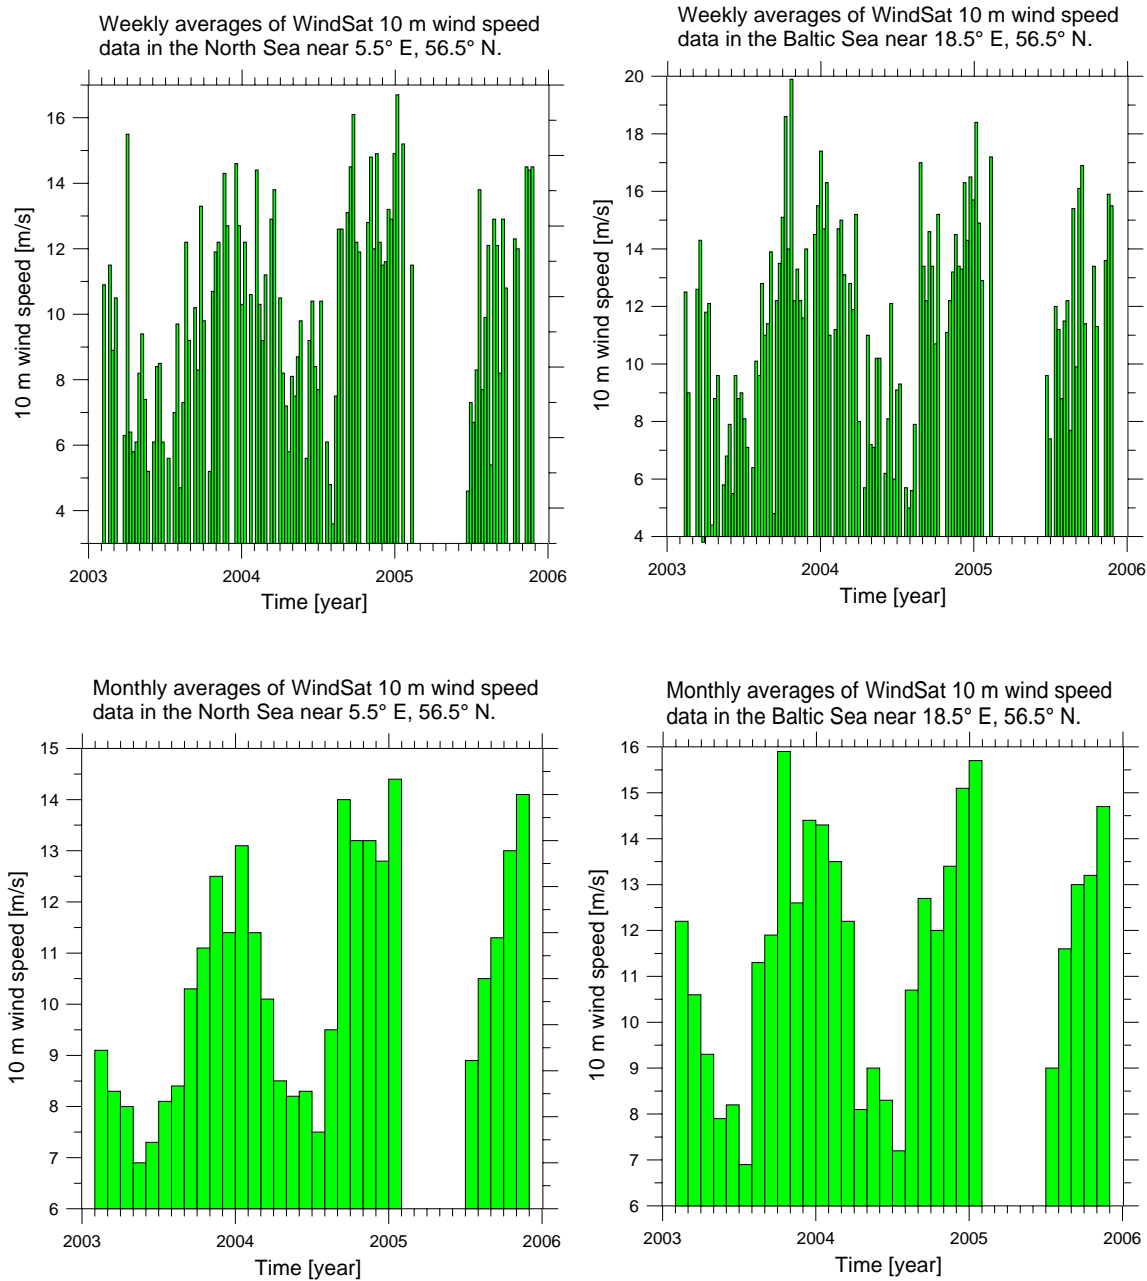 Weekly averages of WindSat 10 m wind speed
data in the North Sea near 5.5° E, 56.5° N.
16
14
12
10
8
6
4
10 m wind speed [m/s]
2003 2004 2005 2006
Time [year]
Weekly averages of WindSat 10 m wind speed
data in the Baltic Sea near 18.5° E, 56.5° N.
20
18
16
14
12
10
8
6
4
10 m wind speed [m/s]
2003 2004 2005 2006
Time [year]
Monthly averages of WindSat 10 m wind speed
data in the North Sea near 5.5° E, 56.5° N.
15
14
13
12
11
10
9
8
7
6
10 m wind speed [m/s]
2003 2004 2005 2006
Time [year]
Monthly averages of WindSat 10 m wind speed
data in the Baltic Sea near 18.5° E, 56.5° N.
16
15
14
13
12
11
10
9
8
7
6
10 m wind speed [m/s]
2003 2004 2005 2006
Time [year]